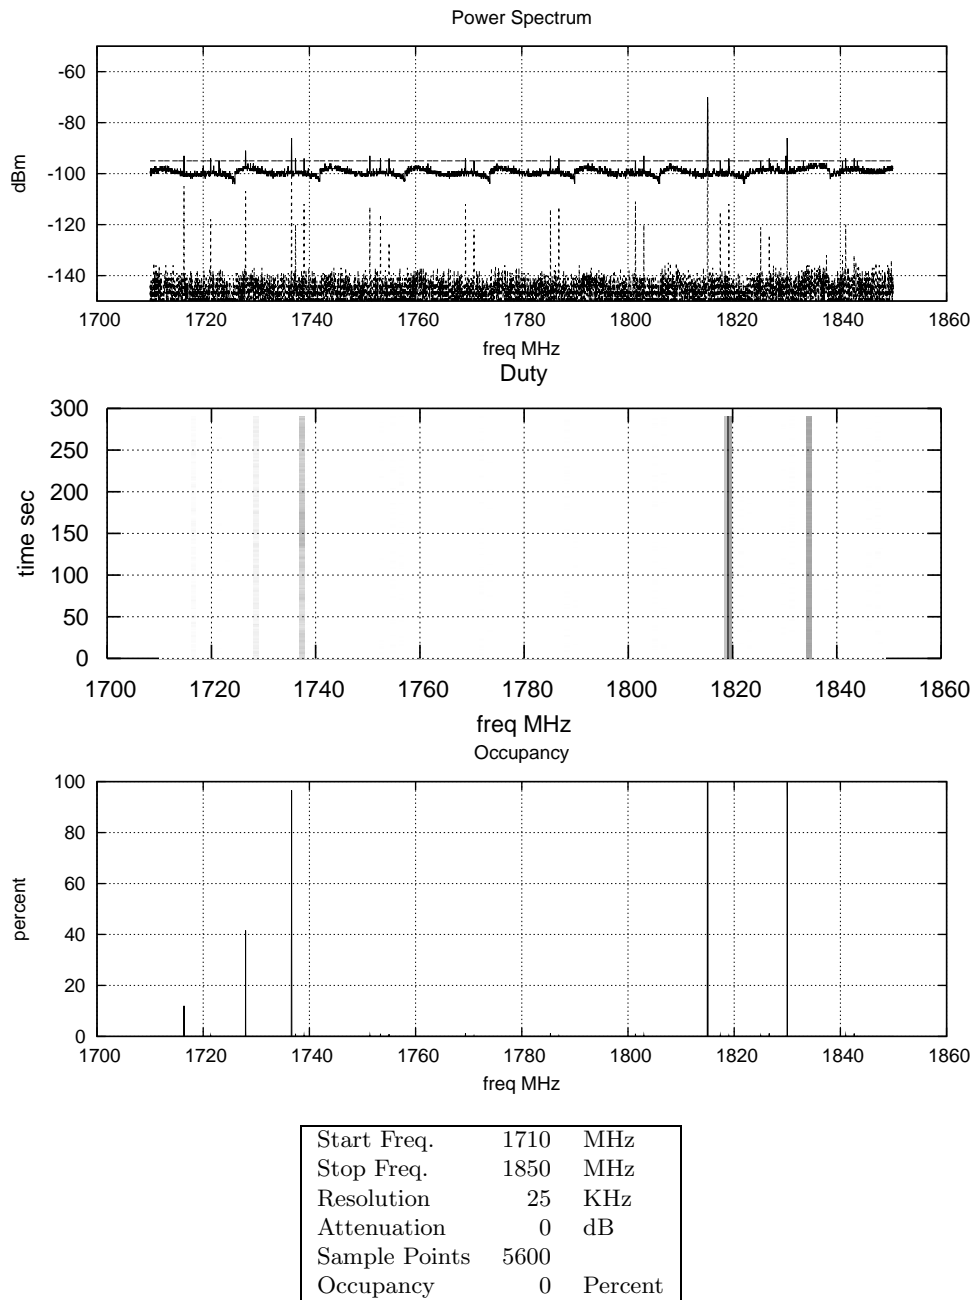 Power Spectrum
-60
-80
-100
-120
-140
dBm
1700 1720 1740 1760 1780 1800 1820 1840 1860
freq MHz
Duty
300
250
200
150
100
50
0
time sec
1700 1720 1740 1760 1780 1800 1820 1840 1860
freq MHz
Occupancy
100
80
60
40
20
0
percent
1700 1720 1740 1760 1780 1800 1820 1840 1860
freq MHz
Start Freq. 1710 MHz
Stop Freq. 1850 MHz
Resolution 25 KHz
Attenuation 0 dB
Sample Points 5600
Occupancy 0 Percent